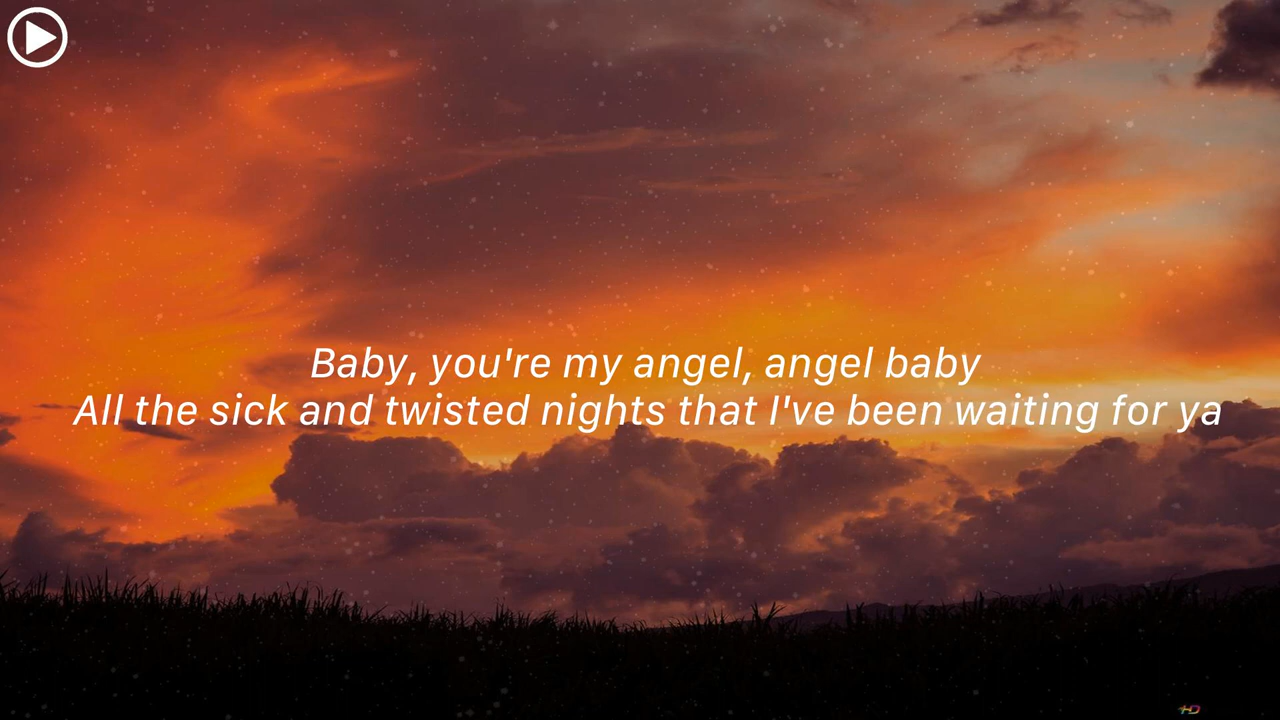 Baby, you're my angel, angel baby
All the sick and twisted nights that I've been waiting for ya
HD